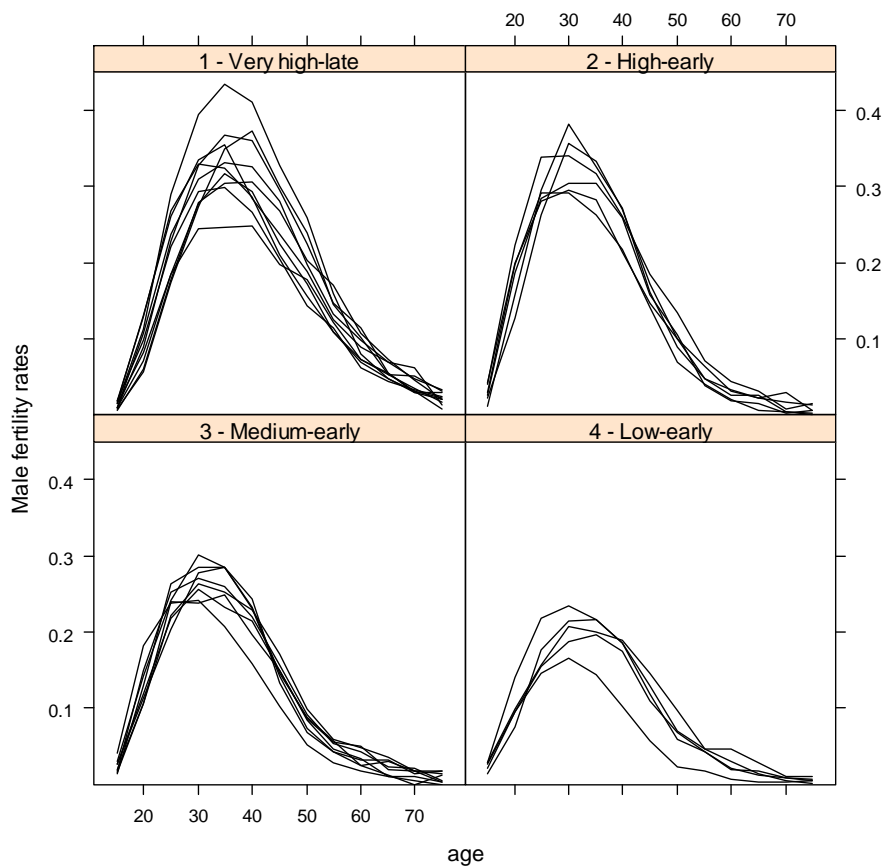 20 30 40 50 60 70
1 - Very high-late
2 - High-early
0.4
0.3
0.2
0.1
3 - Medium-early
4 - Low-early
0.4
0.3
0.2
0.1
Male fertility rates
20 30 40 50 60 70
age